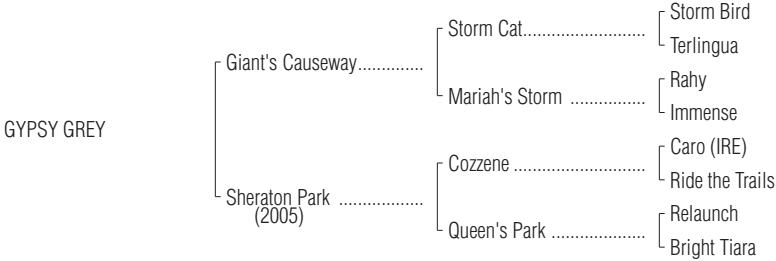 Storm Bird
Storm Cat..........................
Terlingua
Giant's Causeway..............
Rahy
Mariah's Storm ................
Immense
GYPSY GREY
Caro (IRE)
Cozzene ............................
Ride the Trails
Sheraton Park ..................
(2005)
Relaunch
Queen's Park ....................
Bright Tiara